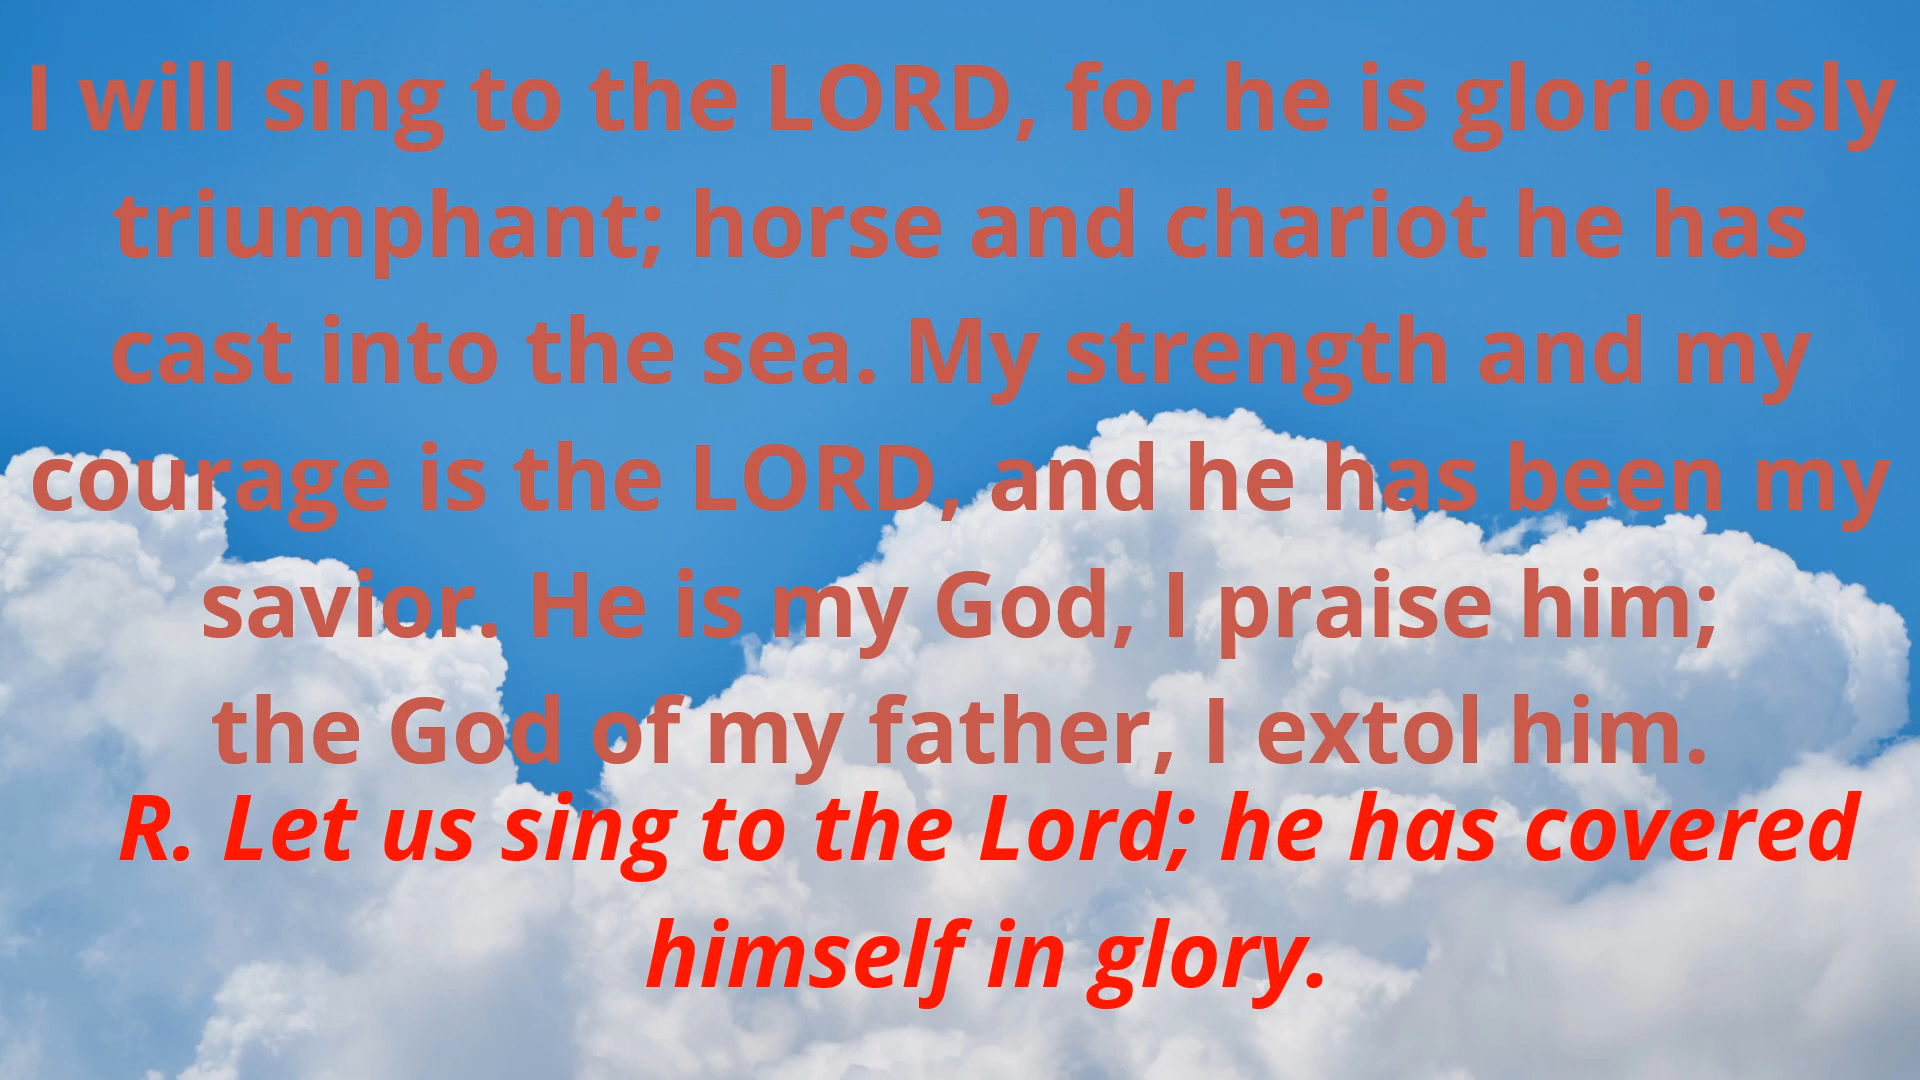 I will sing to the LORD, for he is gloriously
triumphant; horse and chariot he has
cast into the sea. My strength and my
courage is the LORD, and he has been my
savior. He is my God, I praise him;
the God of my father, I extol him.
R. Let us sing to the Lord; he has covered
himself in glory.